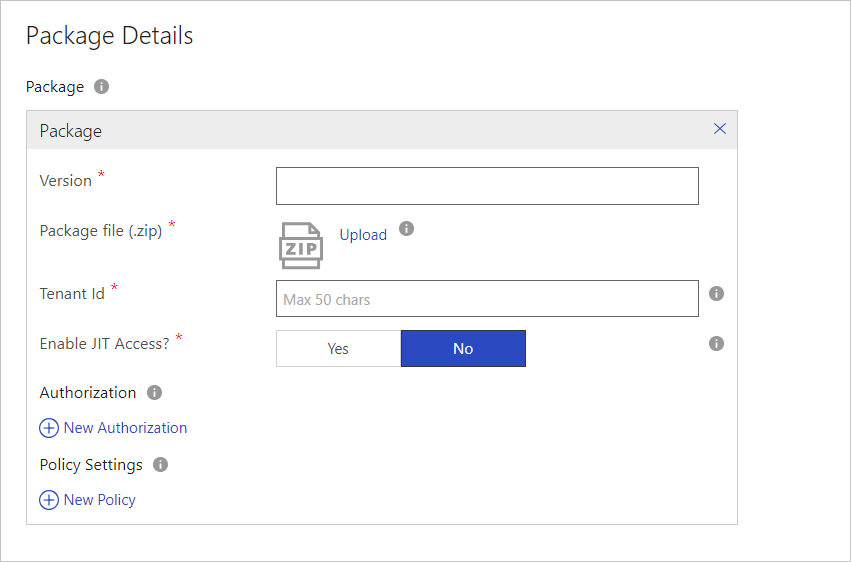 Package Details
Package
Package
Version *
Package file (.zip) *
ZIP
Upload
Tenant Id *
Max 50 chars
Enable JIT Access? *
Yes
No
Authorization
New Authorization
Policy Settings
New Policy